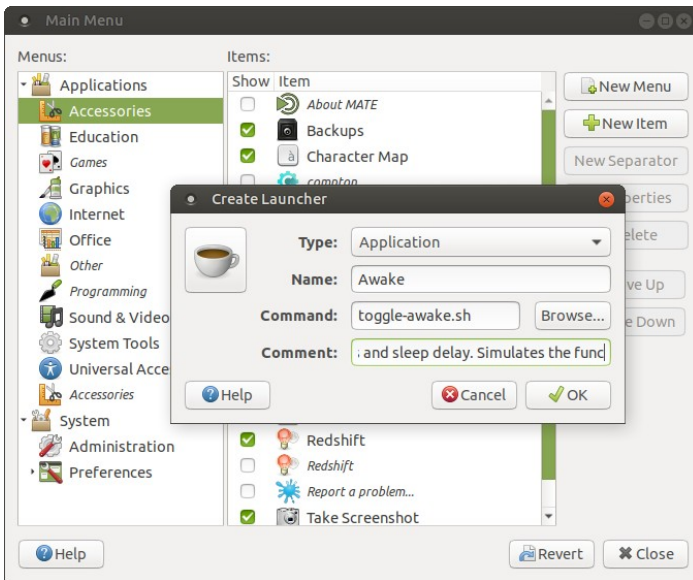 Main Menu
Menus:
Items:
Applications
Accessories
Education
Games
Graphics
Internet
Office
Other
Programming
Sound & Video
System Tools
Universal Acce
Accessories
System
Administration
Preferences
Show Item
About MATE
Backups
Character Map
compton
Redshift
Redshift
Report a problem...
Take Screenshot
New Menu
New Item
New Separator
perties
elete
ve Up
e Down
Create Launcher
Type: Application
Name: Awake
Command: toggle-awake.sh Browse...
Comment: and sleep delay. Simulates the func
Help Cancel OK
Help Revert Close